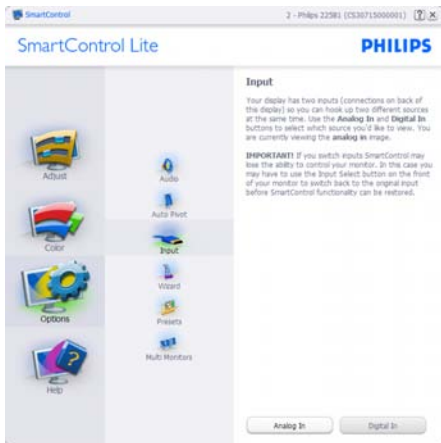 SmartControl
2 - Philips 225B1 (CS30715000001)
SmartControl Lite
PHILIPS
Adjust
Color
Options
Help
Audio
Auto Pivot
Input
Wizard
Presets
Multi Monitors
Input
Your display has two inputs (connections on back of
this display) so you can hook up two different sources
at the same time. Use the Analog In and Digital In
buttons to select which source you'd like to view. You
are currently viewing the analog in image.
IMPORTANT! If you switch inputs SmartControl may
lose the ability to control your monitor. In this case you
may have to use the Input Select button on the front
of your monitor to switch back to the original input
before SmartControl functionality can be restored.
Analog In
Digital In